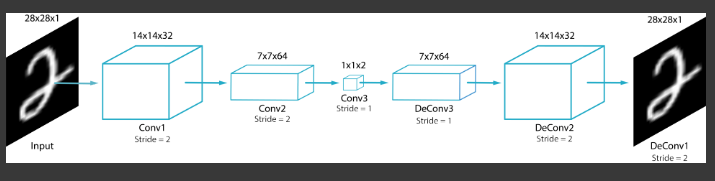 28x28x1
14x14x32
7x7x64
1x1x2
7x7x64
14x14x32
28x28x1
Input
Conv1
Stride = 2
Conv2
Stride = 2
Conv3
Stride = 1
DeConv3
Stride = 1
DeConv2
Stride = 2
DeConv1
Stride = 2